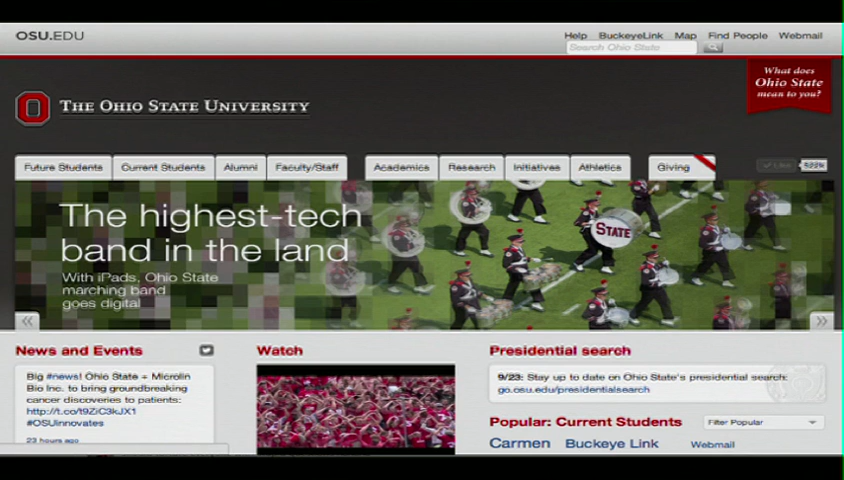 OSU.EDU
Help BuckeyeLink Map Find People Webmail
Search Ohio State
What does
Ohio State
mean to you?
THE OHIO STATE UNIVERSITY
Future Students Current Students Alumni Faculty/Staff Academics Research Initiatives Athletics Giving
The highest-tech
band in the land
With iPads, Ohio State
marching band
goes digital
STATE
News and Events
Big #news! Ohio State + Microlin
Bio Inc. to bring groundbreaking
cancer discoveries to patients:
http://t.co/t9ZiC3kJX1
#OSUinnovates
23 hours ago
Watch
Presidential search
9/23: Stay up to date on Ohio State's presidential search:
go.osu.edu/presidentialsearch
Popular: Current Students
Filter Popular
Carmen Buckeye Link Webmail